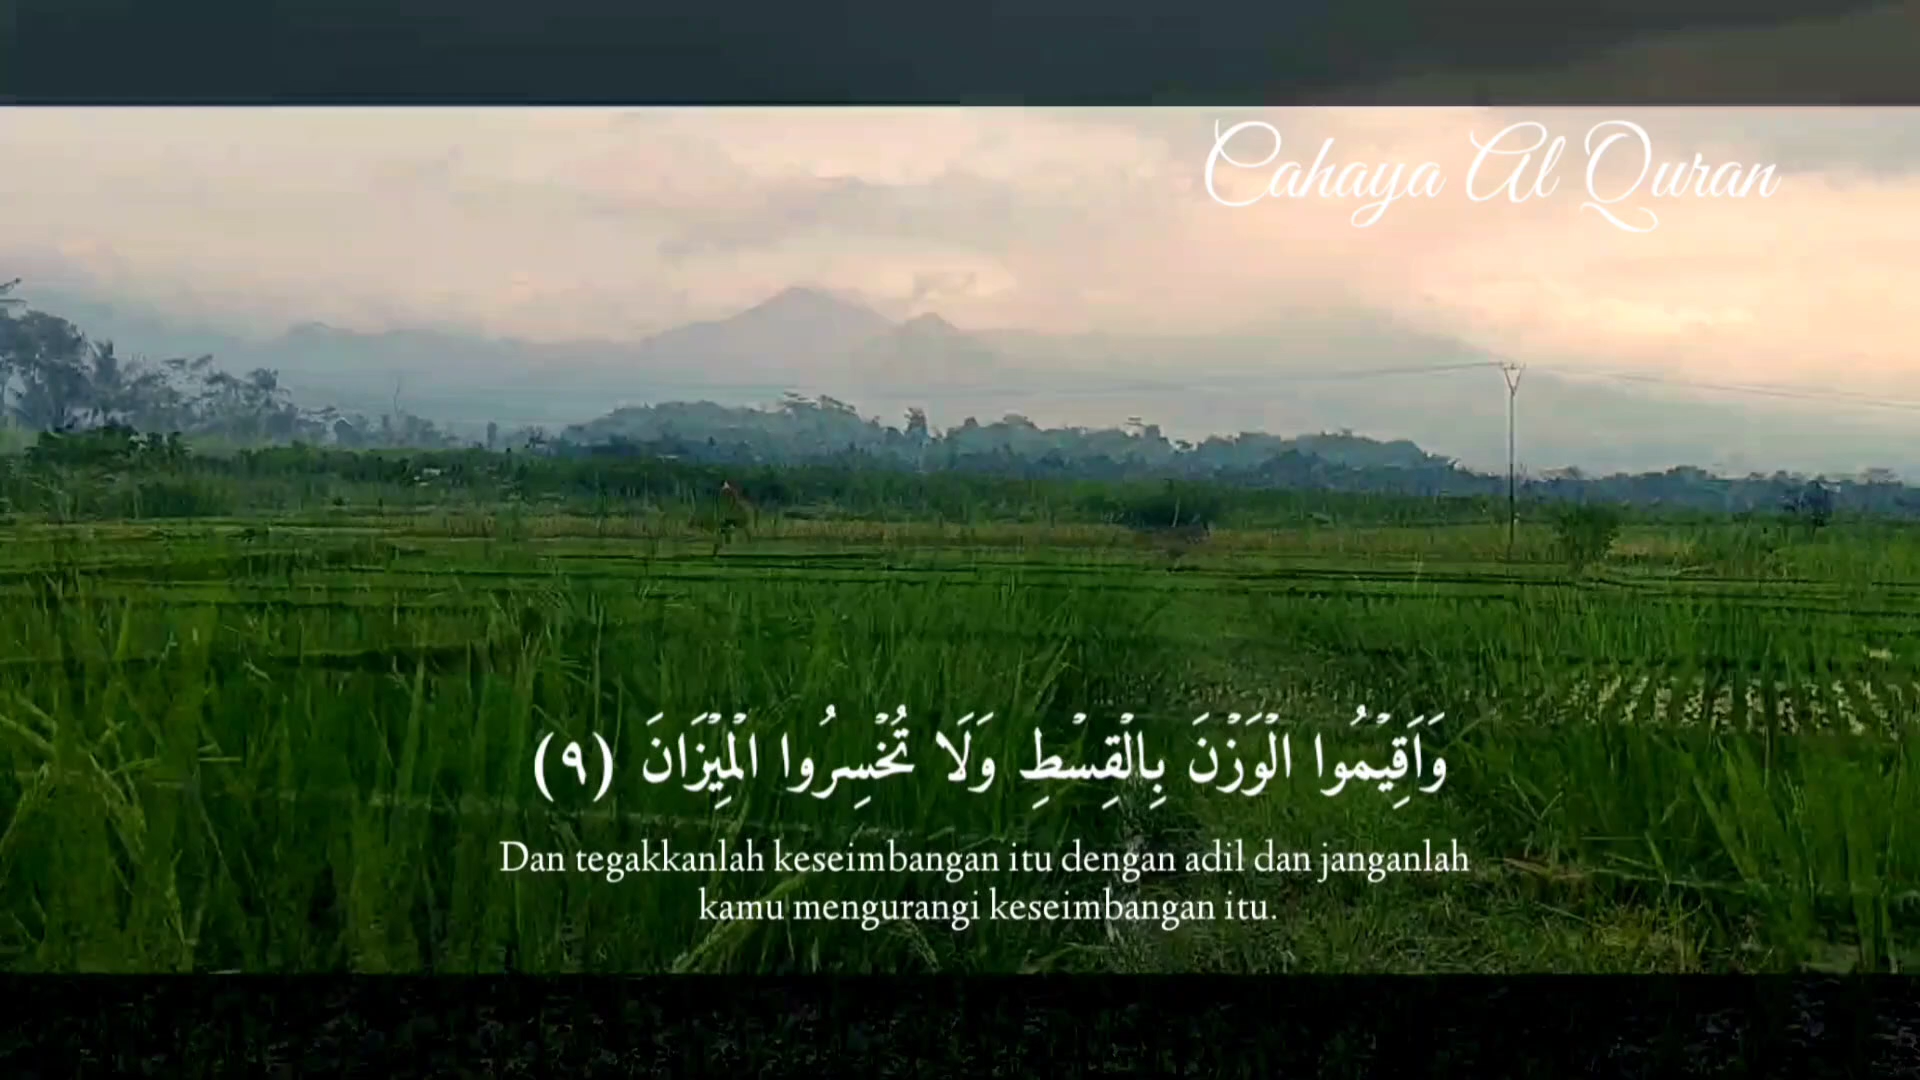 Cahaya Al Quran
وَاَقِيْمُوا الْوَزْنَ بِالْقِسْطِ وَلَا تُخْسِرُوا الْمِيْزَانَ (٩)
Dan tegakkanlah keseimbangan itu dengan adil dan janganlah
kamu mengurangi keseimbangan itu.